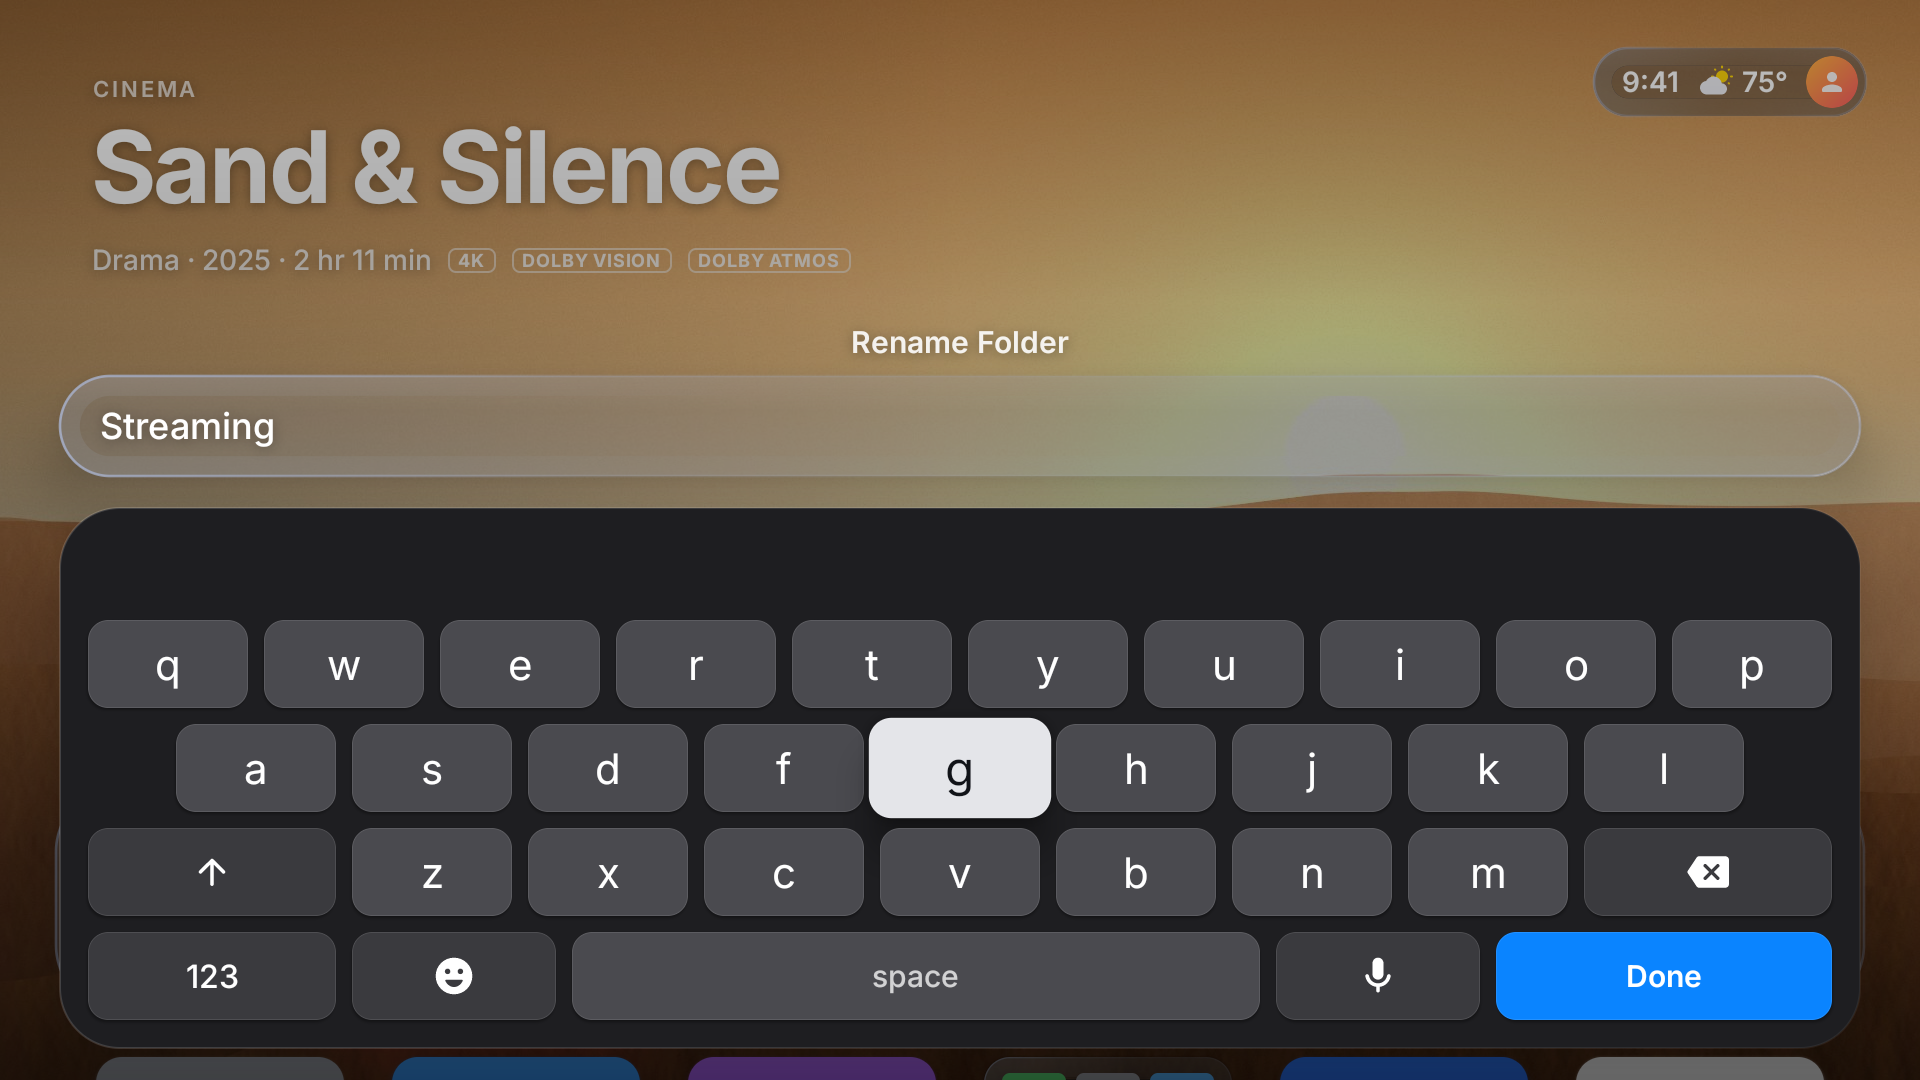 CINEMA
9:41 75°
Sand & Silence
Drama · 2025 · 2 hr 11 min 4K DOLBY VISION DOLBY ATMOS
Rename Folder
Streaming
q w e r t y u i o p
a s d f g h j k l
z x c v b n m
123 space Done